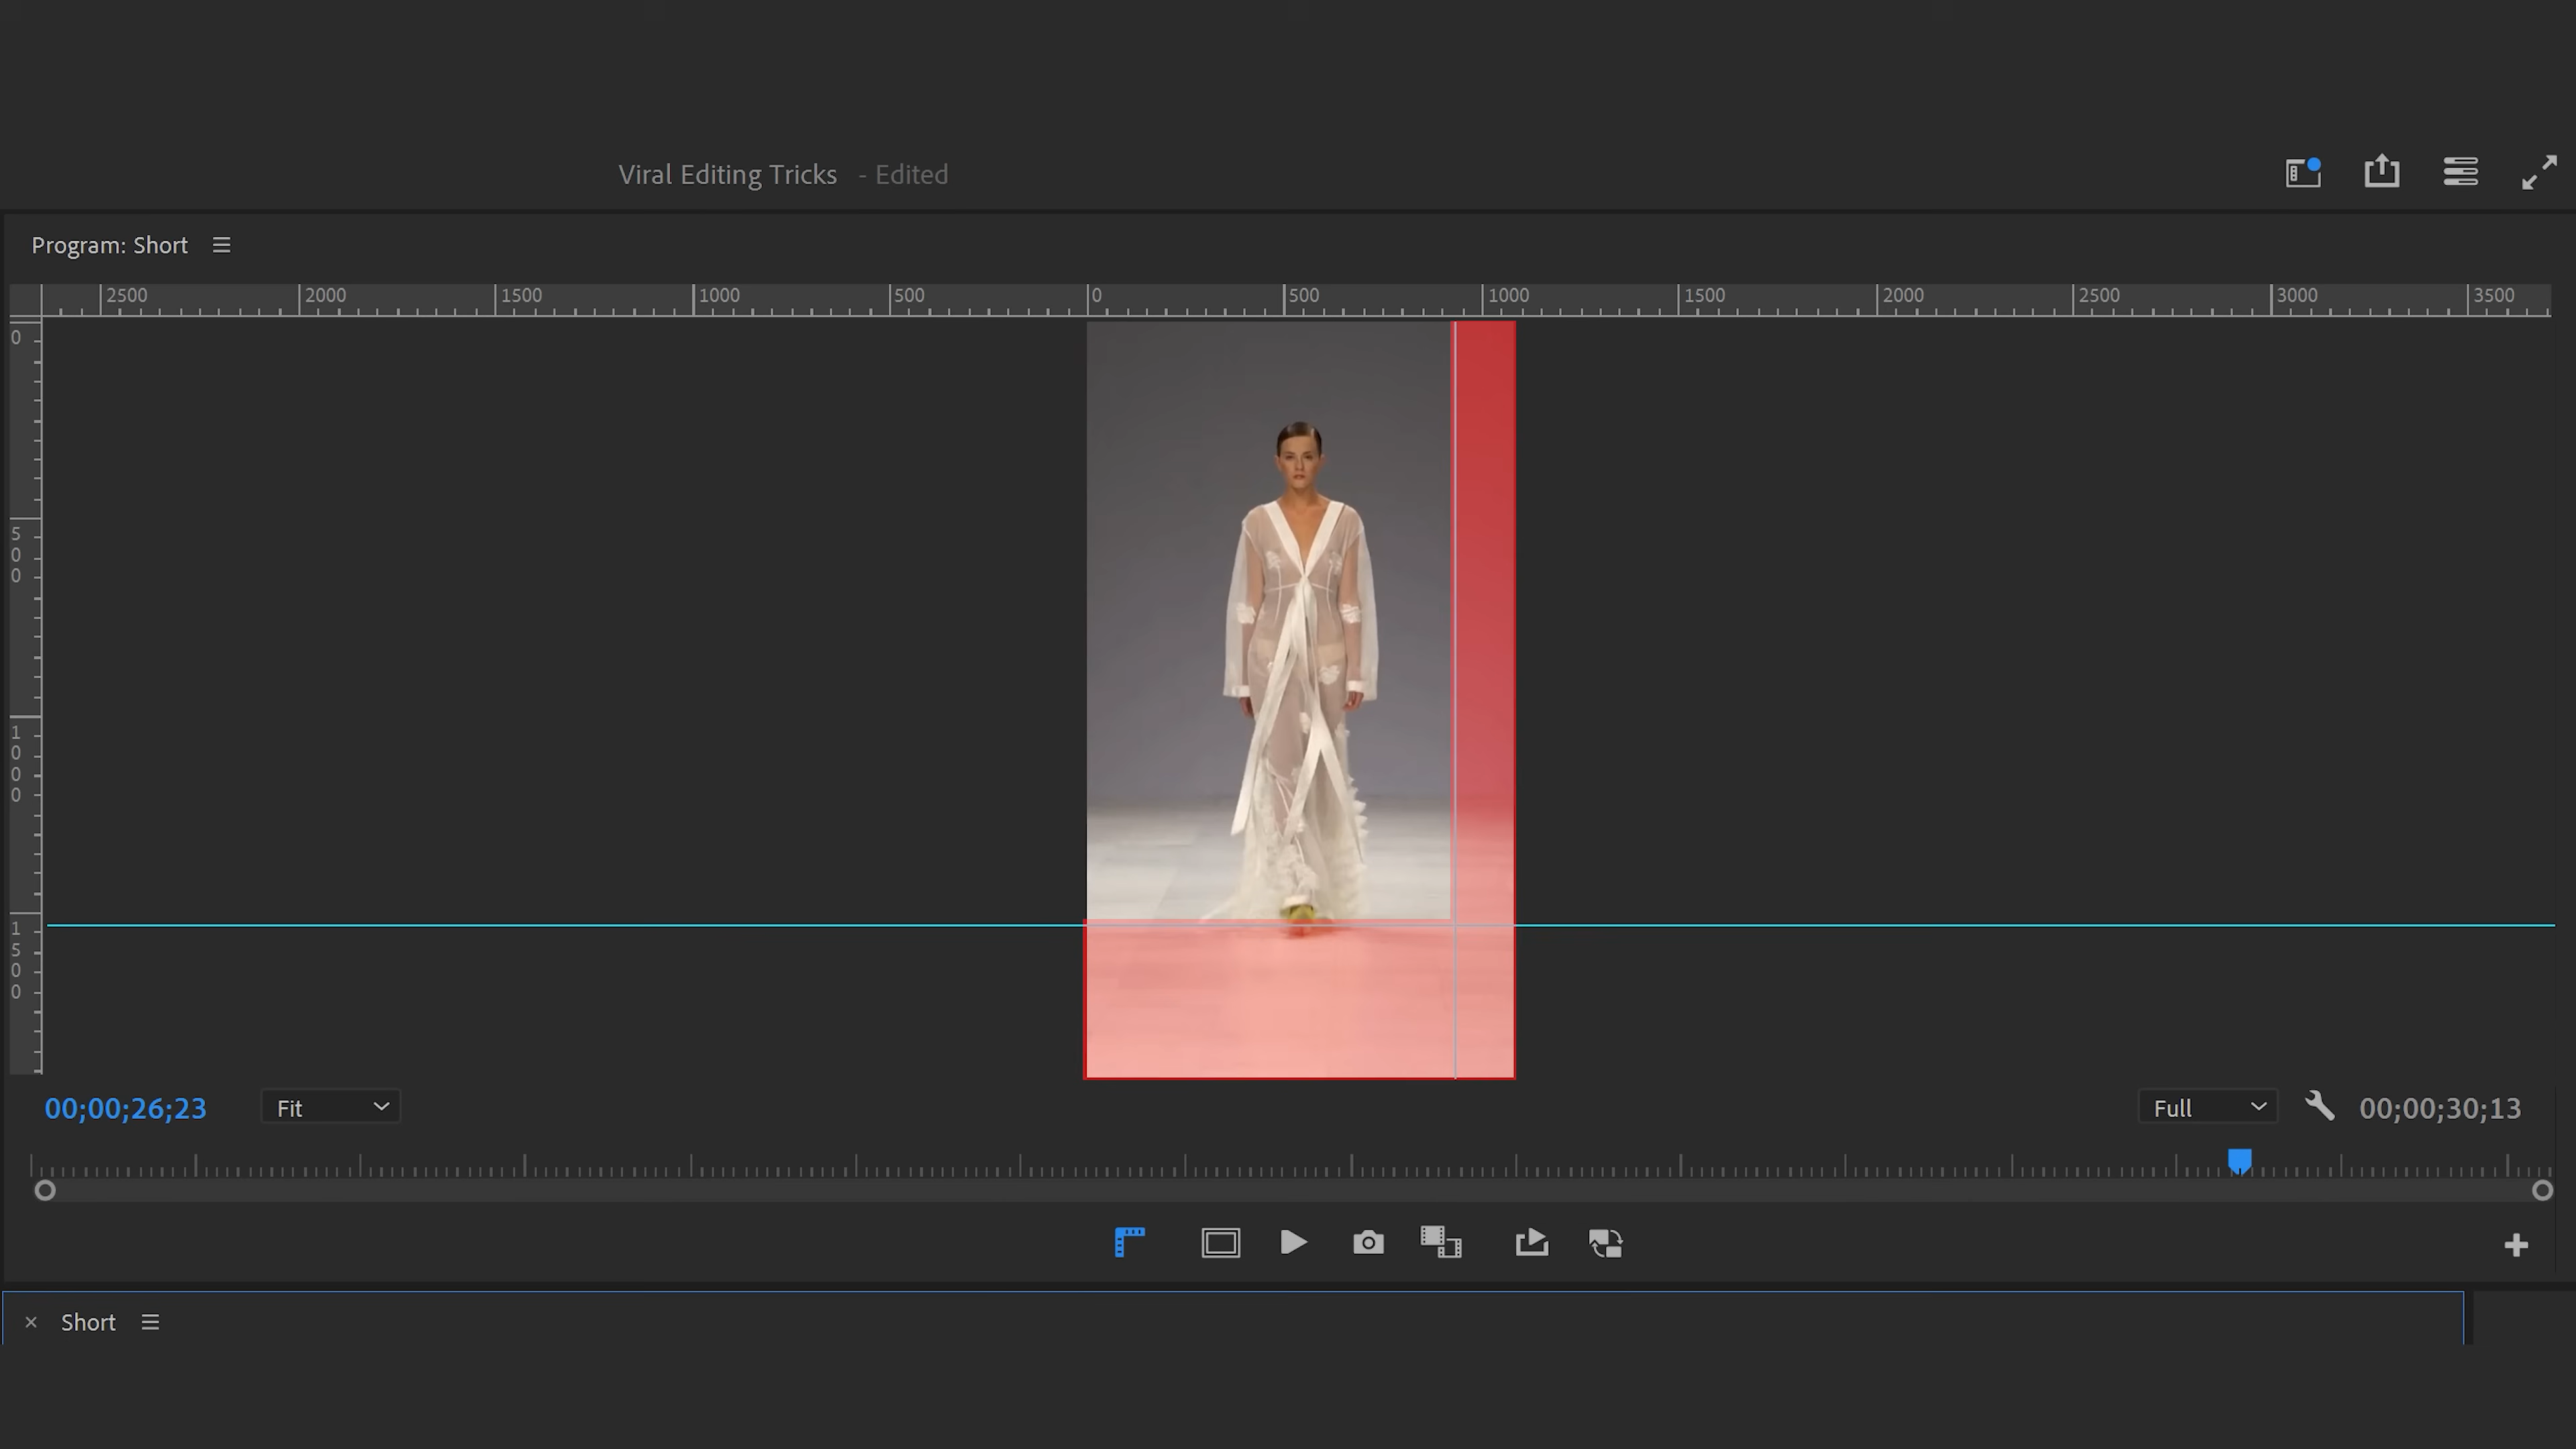 Viral Editing Tricks - Edited
Program: Short
2500 2000 1500 1000 500 0 500 1000 1500 2000 2500 3000 3500
0
500
1000
1500
00;00;26;23 Fit Full 00;00;30;13
× Short